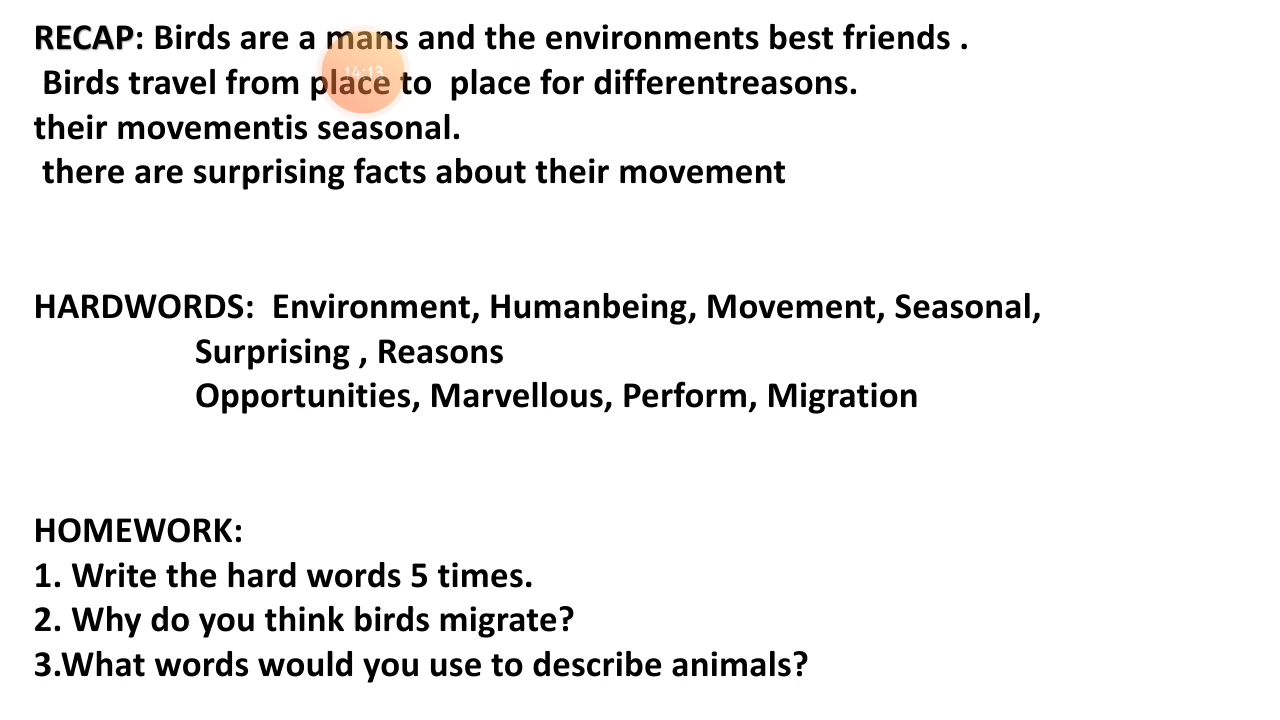 RECAP: Birds are a mans and the environments best friends .
Birds travel from place to place for differentreasons.
their movementis seasonal.
there are surprising facts about their movement
HARDWORDS: Environment, Humanbeing, Movement, Seasonal,
Surprising , Reasons
Opportunities, Marvellous, Perform, Migration
HOMEWORK:
1. Write the hard words 5 times.
2. Why do you think birds migrate?
3.What words would you use to describe animals?